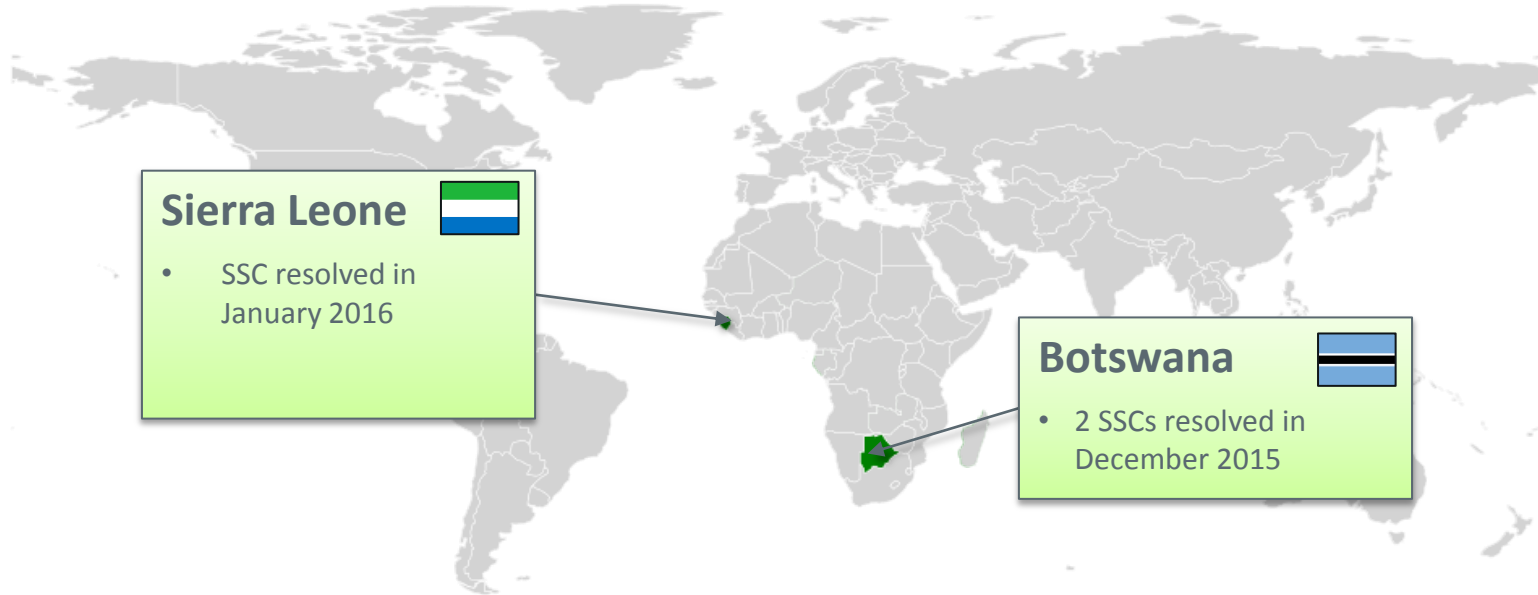 Sierra Leone
• SSC resolved in
January 2016
Botswana
• 2 SSCs resolved in
December 2015